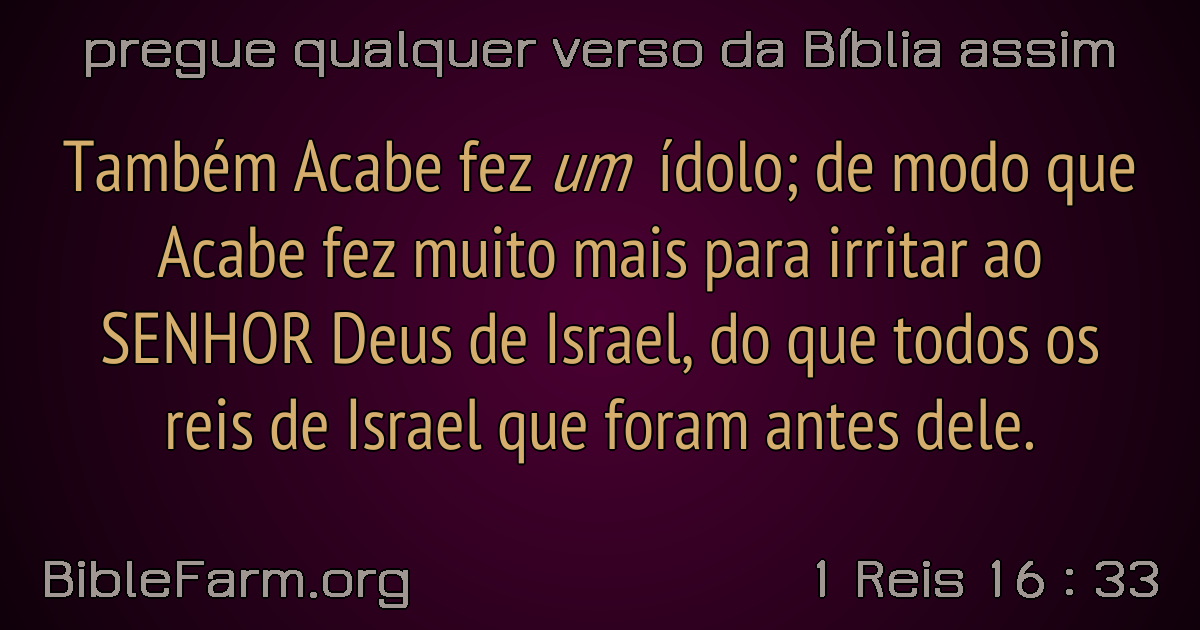 pregue qualquer verso da Bíblia assim
Também Acabe fez um ídolo; de modo que
Acabe fez muito mais para irritar ao
SENHOR Deus de Israel, do que todos os
reis de Israel que foram antes dele.
BibleFarm.org
1 Reis 16 : 33